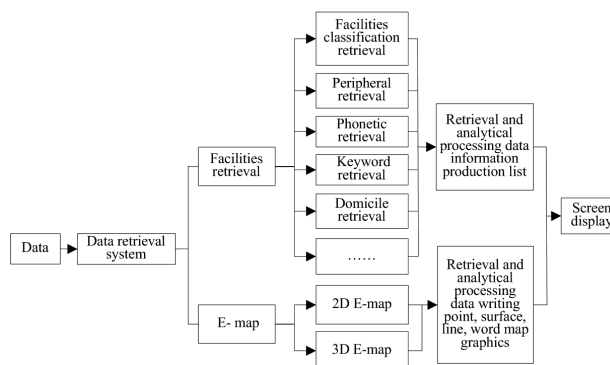 Facilities
classification
retrieval
Peripheral
retrieval
Phonetic
retrieval
Keyword
retrieval
Domicile
retrieval
……
Facilities
retrieval
Retrieval and
analytical
processing data
information
production list
Data
Data retrieval
system
Screen
display
E- map
2D E-map
3D E-map
Retrieval and
analytical
processing
data writing
point, surface,
line, word map
graphics